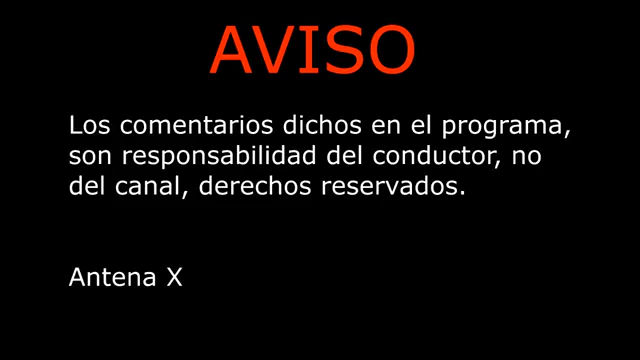 AVISO
Los comentarios dichos en el programa,
son responsabilidad del conductor, no
del canal, derechos reservados.
Antena X